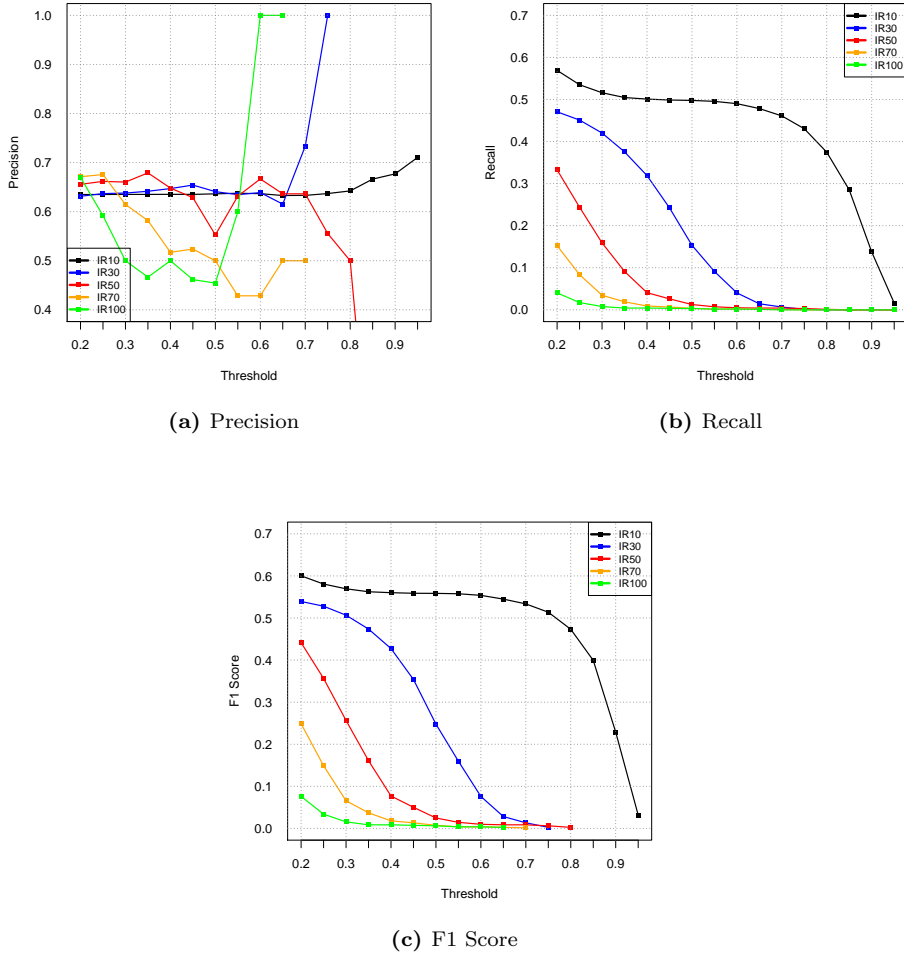 1.0
0.9
0.8
0.7
0.6
0.5
0.4
Precision
IR10
IR30
IR50
IR70
IR100
0.2 0.3 0.4 0.5 0.6 0.7 0.8 0.9
Threshold
(a) Precision
0.7
0.6
0.5
0.4
0.3
0.2
0.1
0.0
Recall
IR10
IR30
IR50
IR70
IR100
0.2 0.3 0.4 0.5 0.6 0.7 0.8 0.9
Threshold
(b) Recall
0.7
0.6
0.5
0.4
0.3
0.2
0.1
0.0
F1 Score
IR10
IR30
IR50
IR70
IR100
0.2 0.3 0.4 0.5 0.6 0.7 0.8 0.9
Threshold
(c) F1 Score